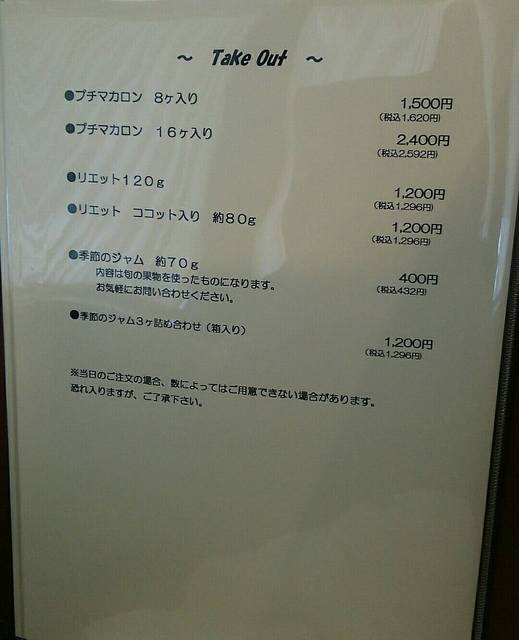 ～ Take Out ～
●プチマカロン　8ヶ入り　1,500円
(税込1,620円)
●プチマカロン　１６ヶ入り　2,400円
(税込2,592円)
●リエット１２０ｇ　1,200円
(税込1,296円)
●リエット　ココット入り　約８０ｇ　1,200円
(税込1,296円)
●季節のジャム　約７０ｇ　400円
内容は旬の果物を使ったものになります。　(税込432円)
お気軽にお問い合わせください。
●季節のジャム３ヶ詰め合わせ（箱入り）　1,200円
(税込1,296円)
※当日のご注文の場合、数によってはご用意できない場合があります。
恐れ入りますが、ご了承下さい。